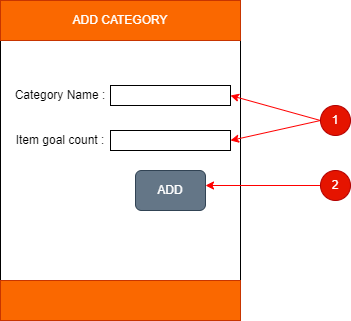 ADD CATEGORY
Category Name :
1
Item goal count :
ADD
2